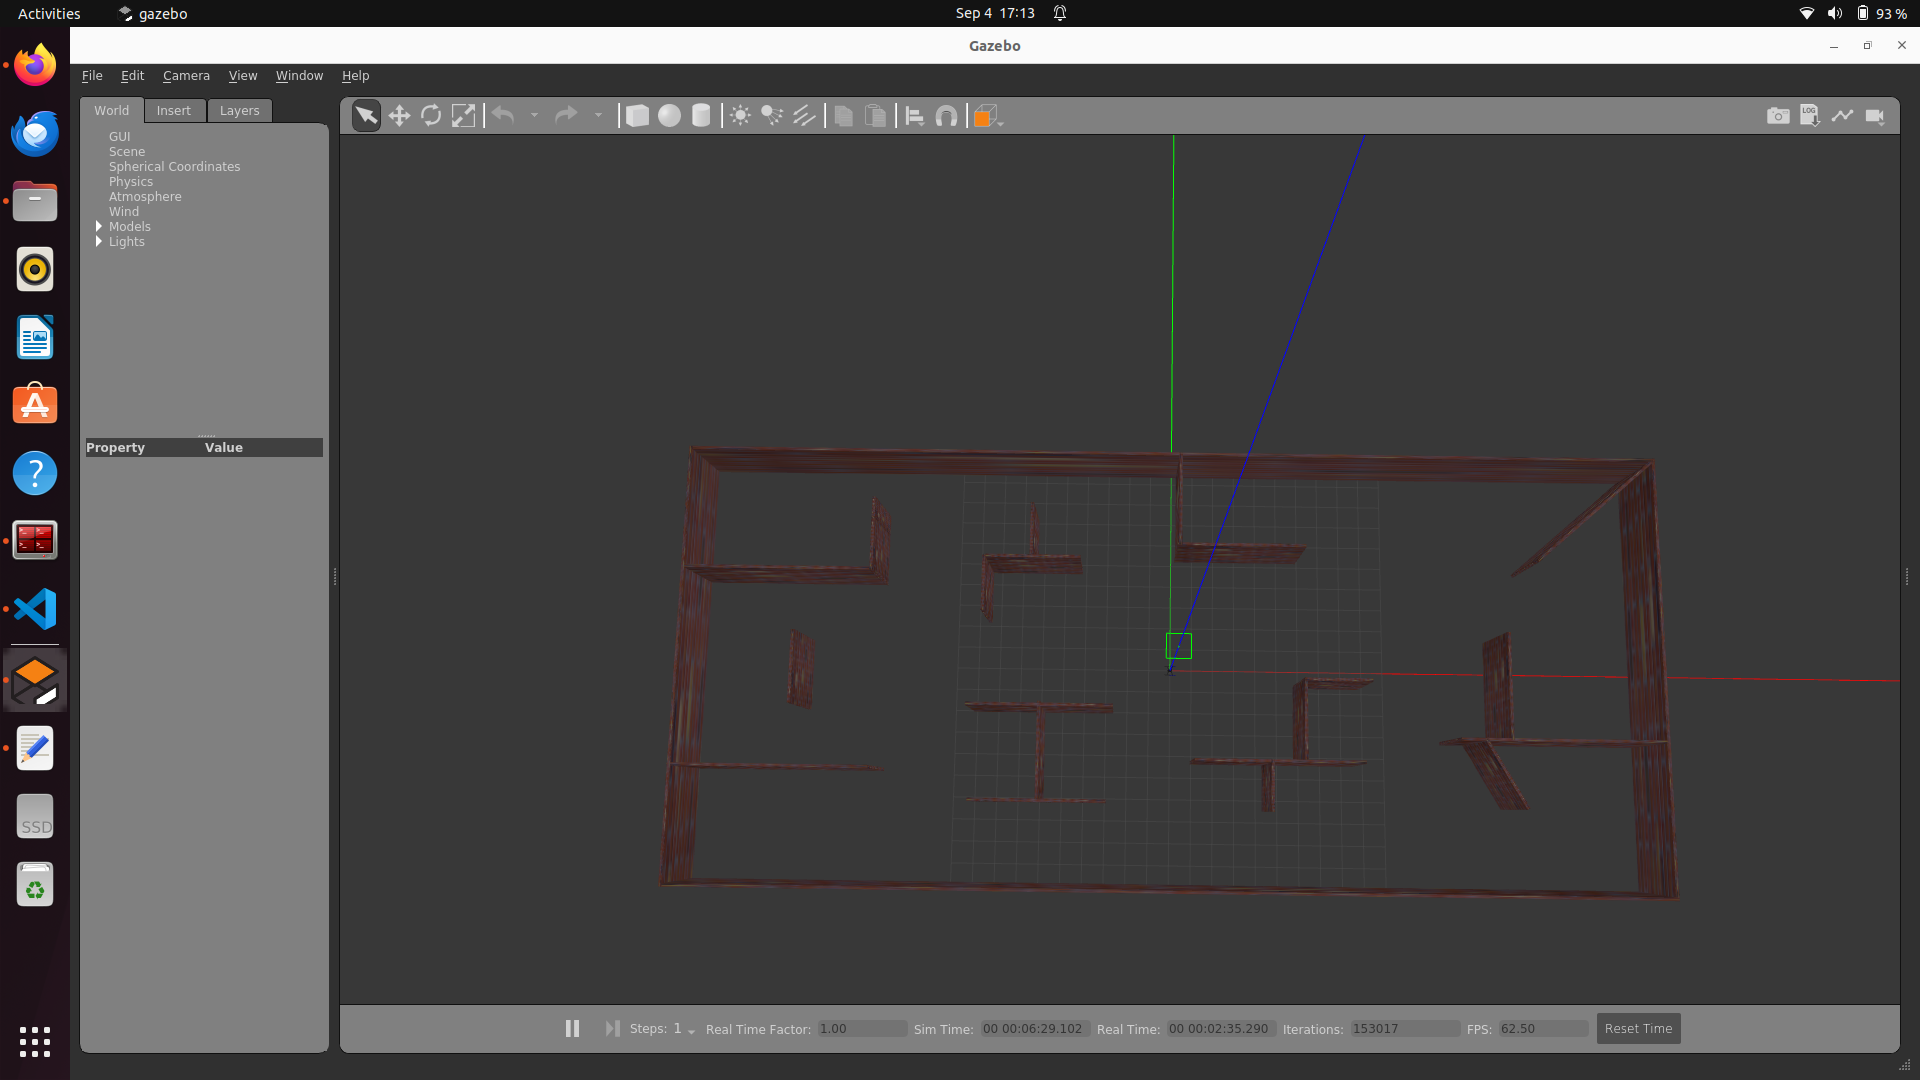 Activities gazebo Sep 4 17:13 93 %
Gazebo
File Edit Camera View Window Help
World Insert Layers
LOG
GUI
Scene
Spherical Coordinates
Physics
Atmosphere
Wind
Models
Lights
Property Value
?
SSD
Steps: 1 Real Time Factor: 1.00 Sim Time: 00 00:06:29.102 Real Time: 00 00:02:35.290 Iterations: 153017 FPS: 62.50 Reset Time